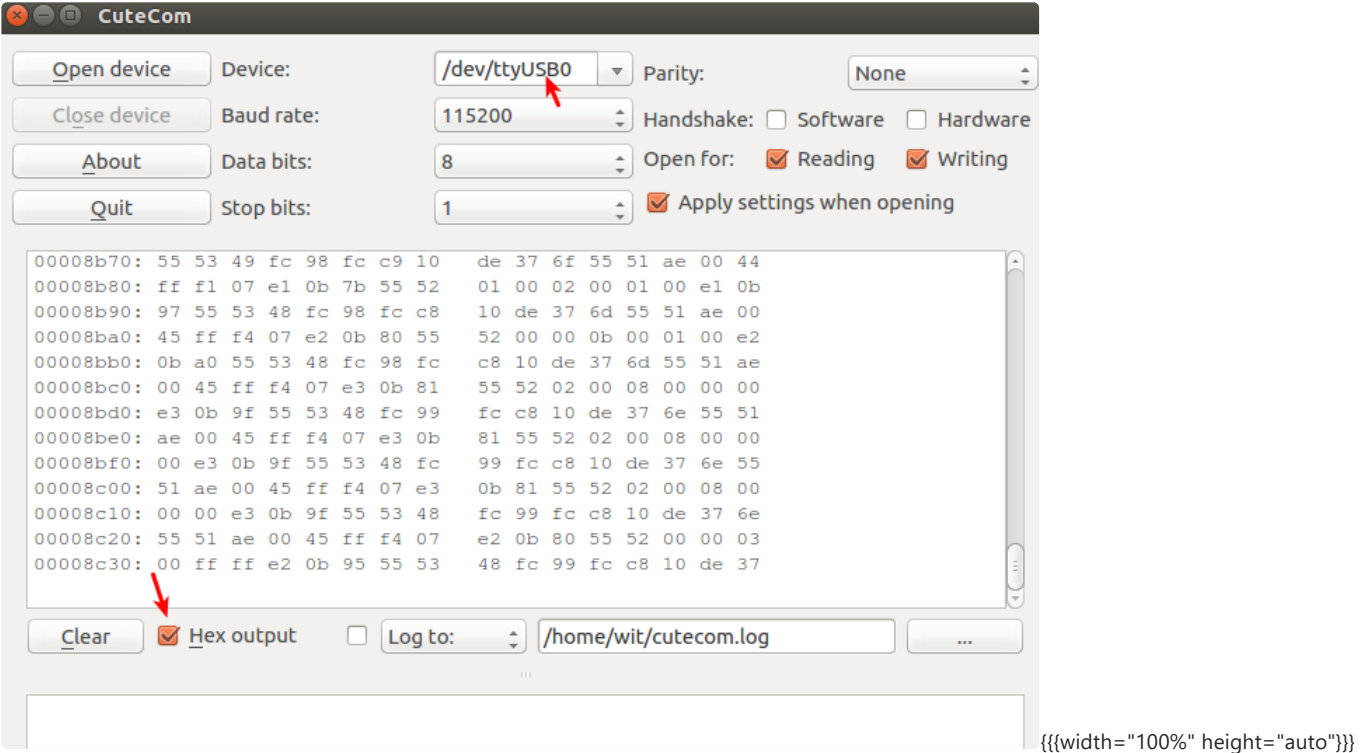 CuteCom
Open device Device: /dev/ttyUSB0 Parity: None
Close device Baud rate: 115200 Handshake: Software Hardware
About Data bits: 8 Open for: Reading Writing
Quit Stop bits: 1 Apply settings when opening
00008b70: 55 53 49 fc 98 fc c9 10 de 37 6f 55 51 ae 00 44
00008b80: ff f1 07 e1 0b 7b 55 52 01 00 02 00 01 00 e1 0b
00008b90: 97 55 53 48 fc 98 fc c8 10 de 37 6d 55 51 ae 00
00008ba0: 45 ff f4 07 e2 0b 80 55 52 00 00 0b 00 01 00 e2
00008bb0: 0b a0 55 53 48 fc 98 fc c8 10 de 37 6d 55 51 ae
00008bc0: 00 45 ff f4 07 e3 0b 81 55 52 02 00 08 00 00 00
00008bd0: e3 0b 9f 55 53 48 fc 99 fc c8 10 de 37 6e 55 51
00008be0: ae 00 45 ff f4 07 e3 0b 81 55 52 02 00 08 00 00
00008bf0: 00 e3 0b 9f 55 53 48 fc 99 fc c8 10 de 37 6e 55
00008c00: 51 ae 00 45 ff f4 07 e3 0b 81 55 52 02 00 08 00
00008c10: 00 00 e3 0b 9f 55 53 48 fc 99 fc c8 10 de 37 6e
00008c20: 55 51 ae 00 45 ff f4 07 e2 0b 80 55 52 00 00 03
00008c30: 00 ff ff e2 0b 95 55 53 48 fc 99 fc c8 10 de 37
Clear Hex output Log to: /home/wit/cutecom.log ...
{{{width="100%" height="auto"}}}